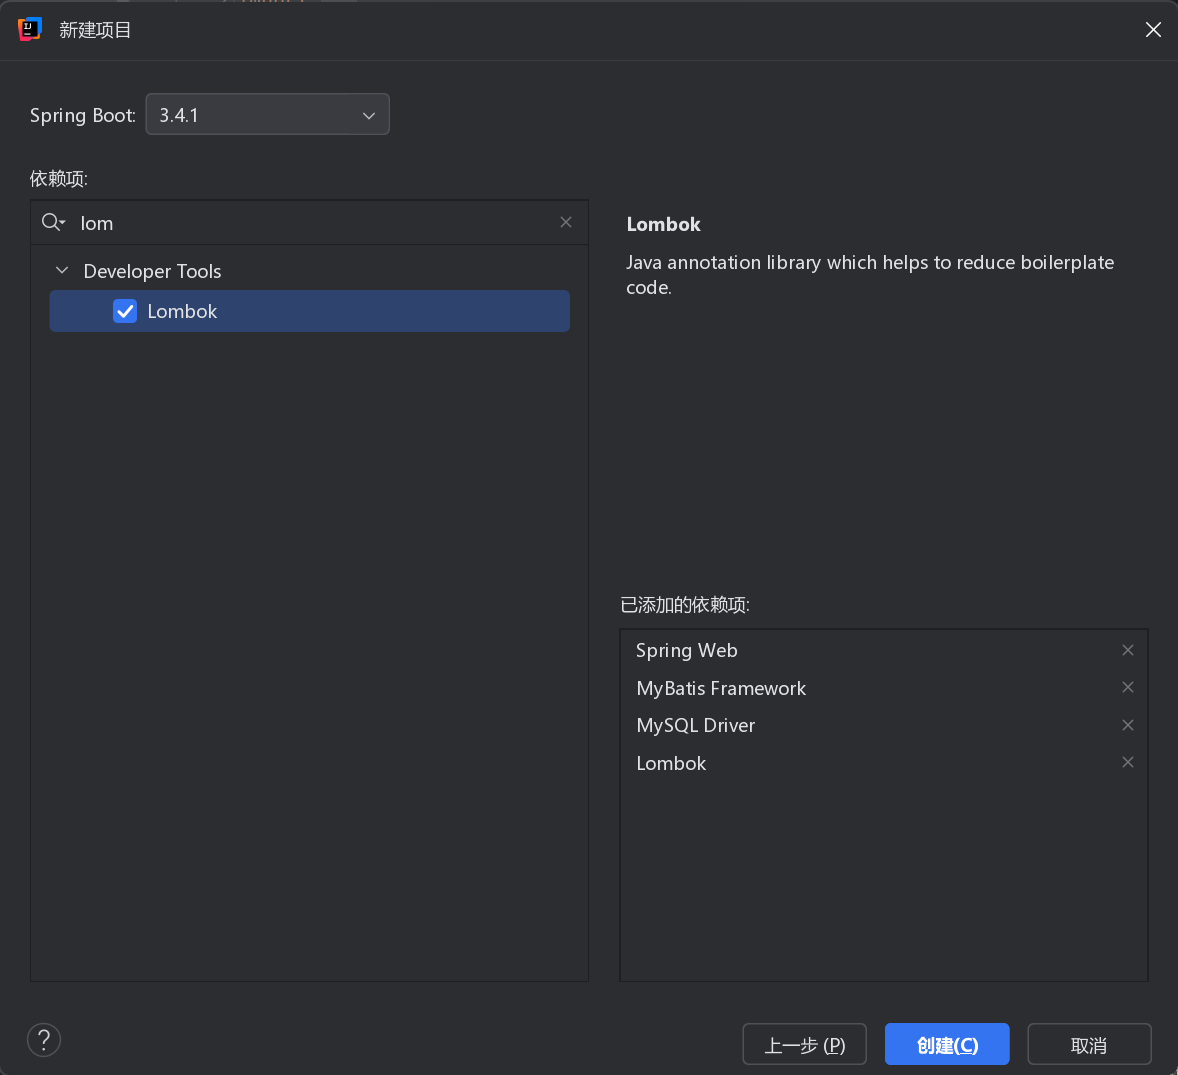 新建项目
Spring Boot: 3.4.1
依赖项:
lom
Developer Tools
Lombok
Lombok
Java annotation library which helps to reduce boilerplate
code.
已添加的依赖项:
Spring Web
MyBatis Framework
MySQL Driver
Lombok
?
上一步 (P)
创建(C)
取消